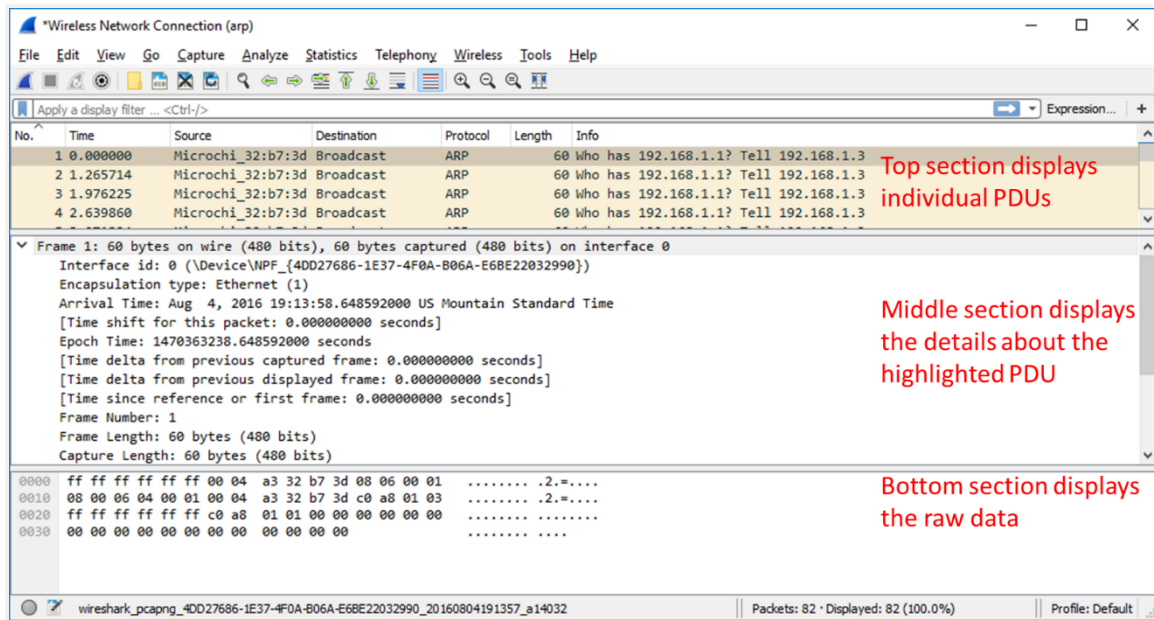 *Wireless Network Connection (arp)
File Edit View Go Capture Analyze Statistics Telephony Wireless Tools Help
Apply a display filter ... <Ctrl-/> Expression... +
No. Time Source Destination Protocol Length Info
1 0.000000 Microchi_32:b7:3d Broadcast ARP 60 Who has 192.168.1.1? Tell 192.168.1.3
2 1.265714 Microchi_32:b7:3d Broadcast ARP 60 Who has 192.168.1.1? Tell 192.168.1.3
3 1.976225 Microchi_32:b7:3d Broadcast ARP 60 Who has 192.168.1.1? Tell 192.168.1.3
4 2.639860 Microchi_32:b7:3d Broadcast ARP 60 Who has 192.168.1.1? Tell 192.168.1.3
Top section displays
individual PDUs
Frame 1: 60 bytes on wire (480 bits), 60 bytes captured (480 bits) on interface 0
Interface id: 0 (\Device\NPF_{4DD27686-1E37-4F0A-B06A-E6BE22032990})
Encapsulation type: Ethernet (1)
Arrival Time: Aug 4, 2016 19:13:58.648592000 US Mountain Standard Time
[Time shift for this packet: 0.000000000 seconds]
Epoch Time: 1470363238.648592000 seconds
[Time delta from previous captured frame: 0.000000000 seconds]
[Time delta from previous displayed frame: 0.000000000 seconds]
[Time since reference or first frame: 0.000000000 seconds]
Frame Number: 1
Frame Length: 60 bytes (480 bits)
Capture Length: 60 bytes (480 bits)
Middle section displays
the details about the
highlighted PDU
0000 ff ff ff ff ff ff 00 04 a3 32 b7 3d 08 06 00 01 ........ .2.=....
0010 08 00 06 04 00 01 00 04 a3 32 b7 3d c0 a8 01 03 ........ .2.=....
0020 ff ff ff ff ff ff c0 a8 01 01 00 00 00 00 00 00 ........ ........
0030 00 00 00 00 00 00 00 00 00 00 00 00 ........ ....
Bottom section displays
the raw data
wireshark_pcapng_4DD27686-1E37-4F0A-B06A-E6BE22032990_20160804191357_a14032 Packets: 82 · Displayed: 82 (100.0%) Profile: Default